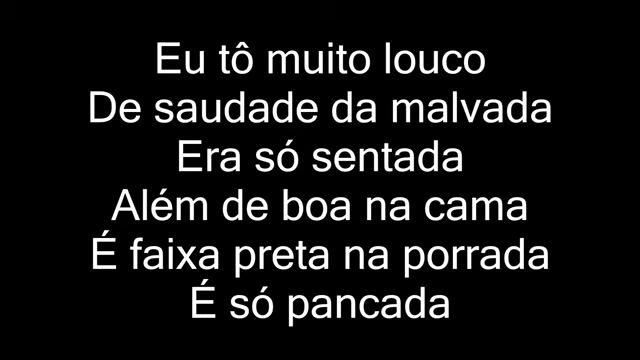 Eu tô muito louco
De saudade da malvada
Era só sentada
Além de boa na cama
É faixa preta na porrada
É só pancada